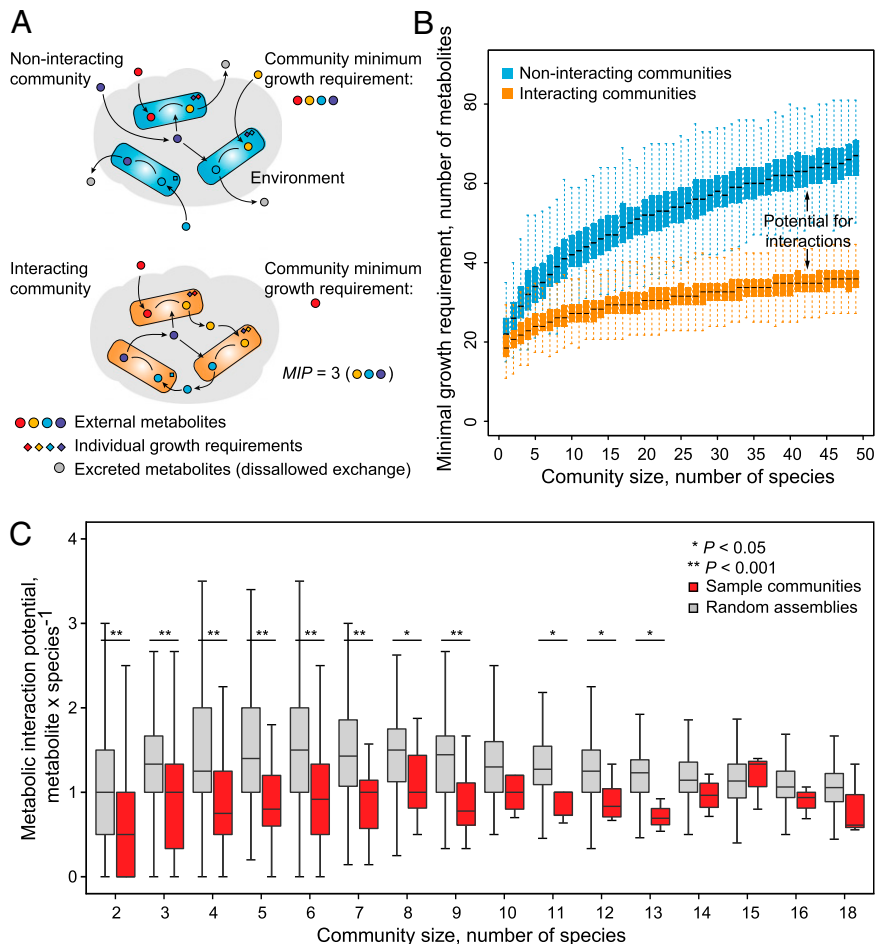 A
Non-interacting
community
Community minimum
growth requirement:
Environment
Interacting
community
Community minimum
growth requirement:
MIP = 3 ( )
External metabolites
Individual growth requirements
Excreted metabolites (dissallowed exchange)
B
Minimal growth requirement, number of metabolites
80
60
40
20
0
Non-interacting communities
Interacting communities
Potential for
interactions
0 5 10 15 20 25 30 35 40 45 50
Comunity size, number of species
C
Metabolic interaction potential,
metabolite x species⁻¹
4
3
2
1
0
* P < 0.05
** P < 0.001
Sample communities
Random assemblies
** ** ** ** ** ** * ** * * *
2 3 4 5 6 7 8 9 10 11 12 13 14 15 16 18
Community size, number of species